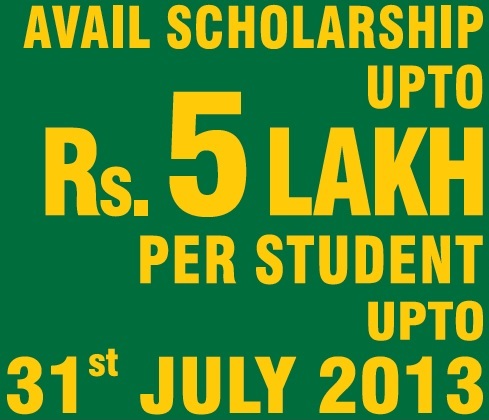 AVAIL SCHOLARSHIP
UPTO
Rs. 5 LAKH
PER STUDENT
UPTO
31st JULY 2013